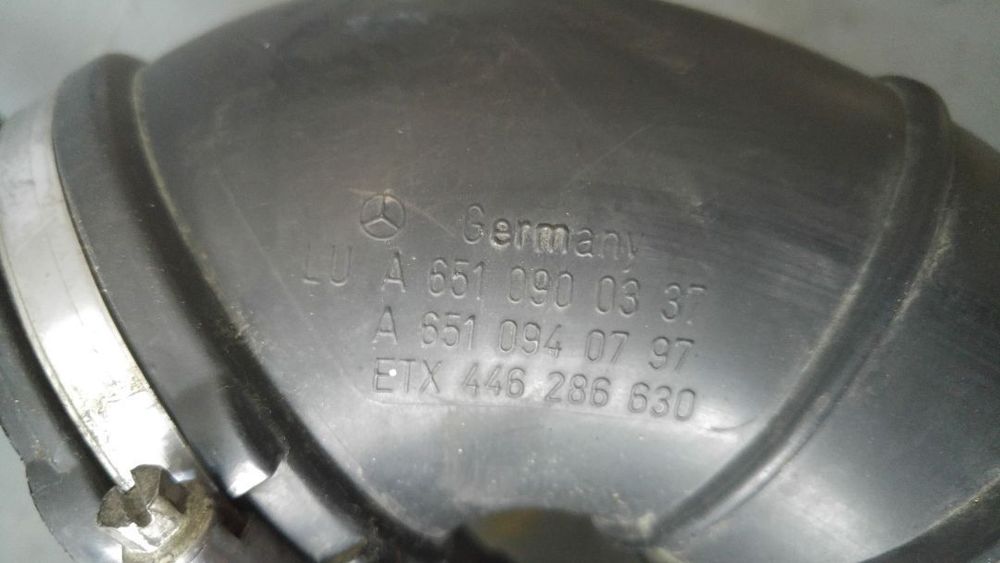 Germany
LU A 651 090 03 37
A 651 094 07 97
ETX 446 286 630